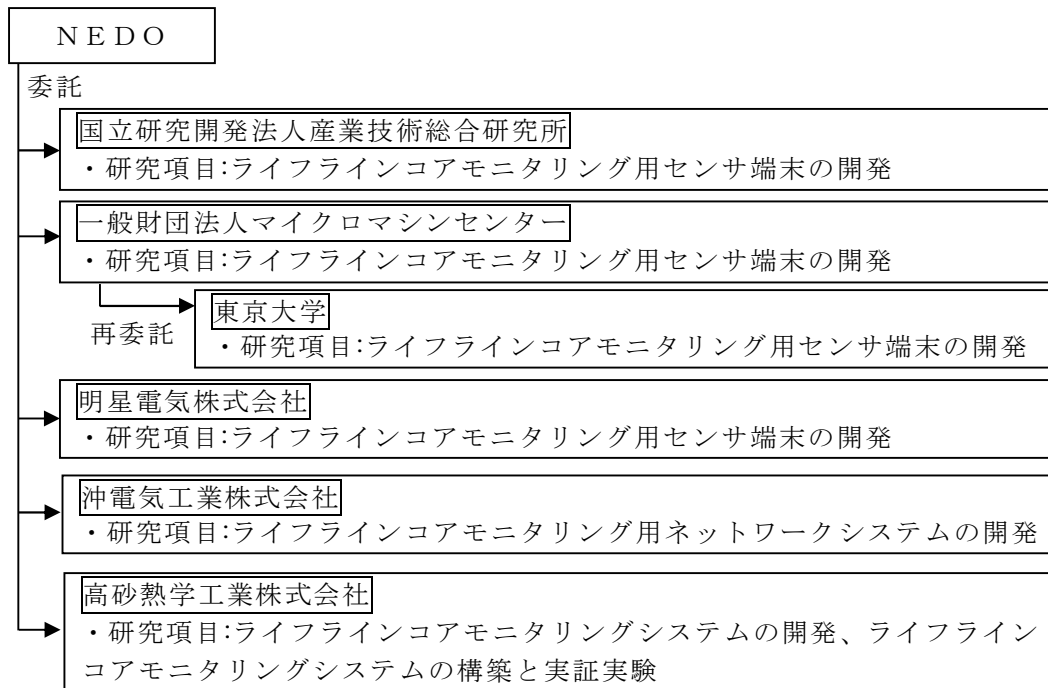 ＮＥＤＯ
委託
国立研究開発法人産業技術総合研究所
・研究項目:ライフラインコアモニタリング用センサ端末の開発
一般財団法人マイクロマシンセンター
・研究項目:ライフラインコアモニタリング用センサ端末の開発
再委託
東京大学
・研究項目:ライフラインコアモニタリング用センサ端末の開発
明星電気株式会社
・研究項目:ライフラインコアモニタリング用センサ端末の開発
沖電気工業株式会社
・研究項目:ライフラインコアモニタリング用ネットワークシステムの開発
高砂熱学工業株式会社
・研究項目:ライフラインコアモニタリングシステムの開発、ライフライン
コアモニタリングシステムの構築と実証実験